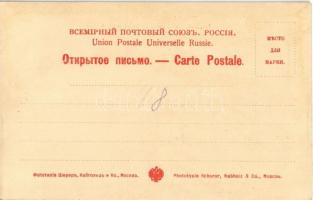 ВСЕМІРНЫЙ ПОЧТОВЫЙ СОЮЗЪ. РОССІЯ.
Union Postale Universelle Russie.
Открытое письмо. — Carte Postale.
МѢСТО
ДЛЯ
МАРКИ.
8
Фототипія Шереръ, Набгольцъ и Ко., Москва.
Phototypie Scherer, Nabholz & Co., Moscou.